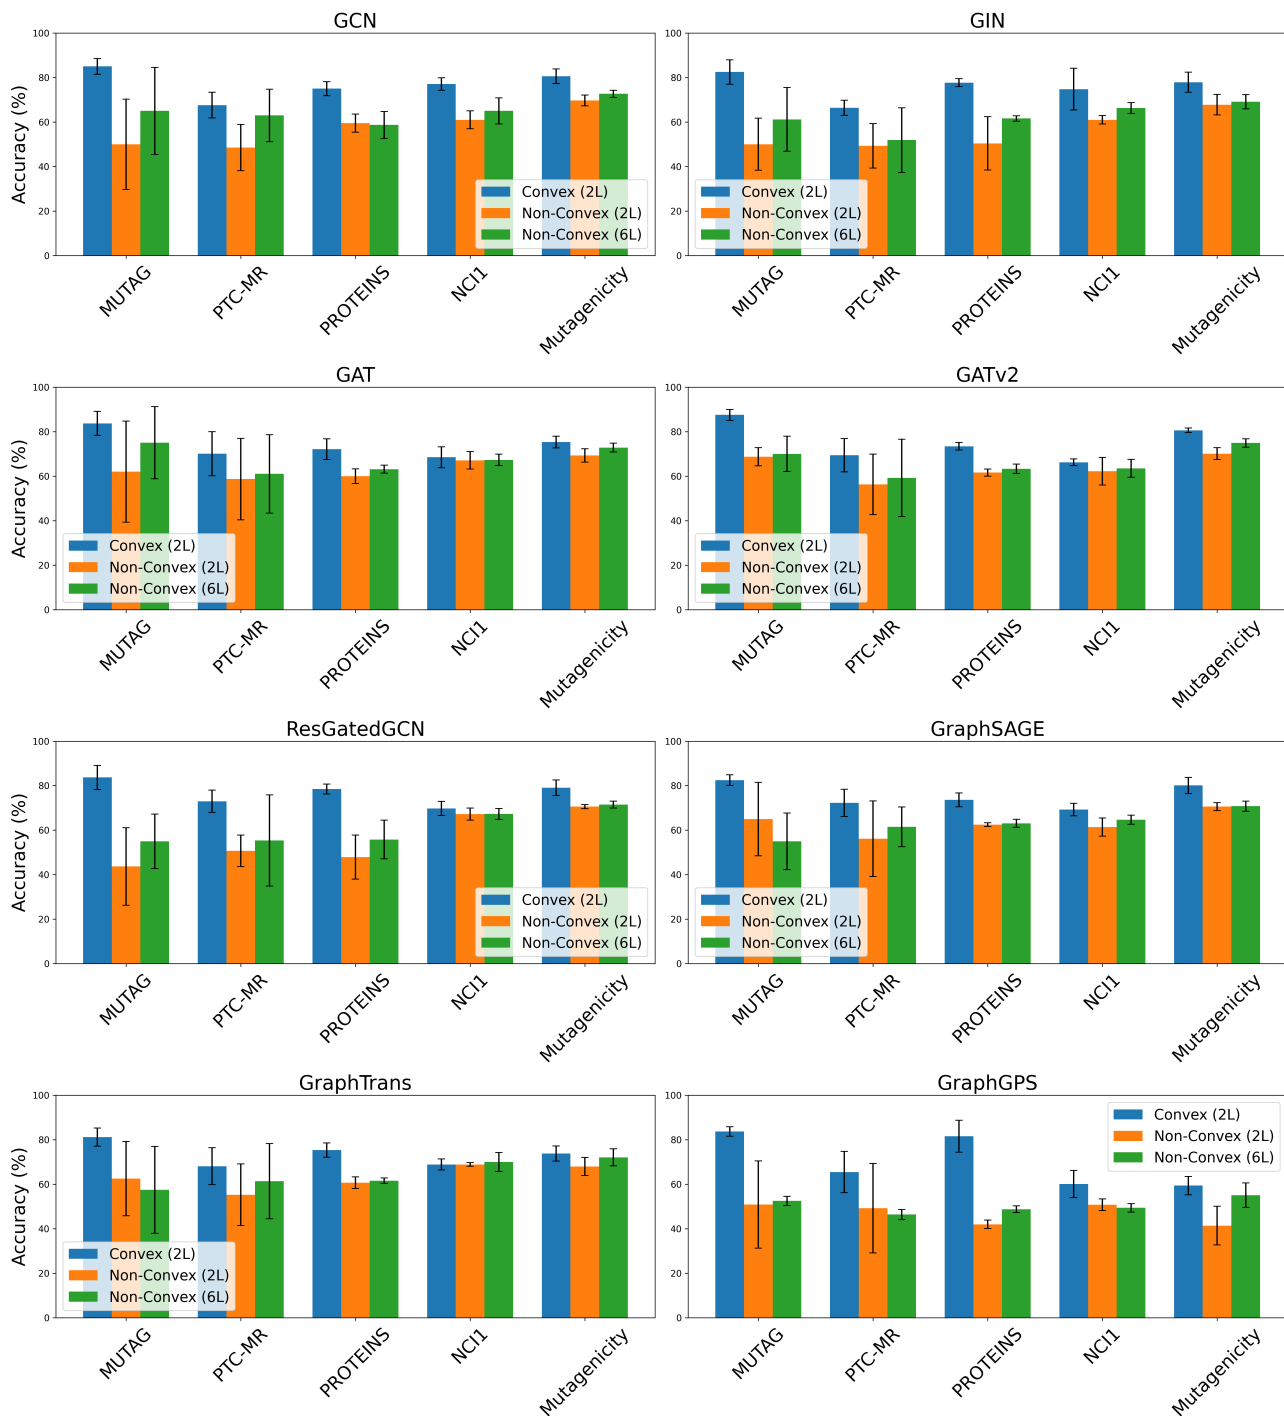 GCN
Accuracy (%)
100
80
60
40
20
0
Convex (2L)
Non-Convex (2L)
Non-Convex (6L)
MUTAG
PTC-MR
PROTEINS
NCI1
Mutagenicity
GIN
100
80
60
40
20
0
Convex (2L)
Non-Convex (2L)
Non-Convex (6L)
MUTAG
PTC-MR
PROTEINS
NCI1
Mutagenicity
GAT
Accuracy (%)
100
80
60
40
20
0
Convex (2L)
Non-Convex (2L)
Non-Convex (6L)
MUTAG
PTC-MR
PROTEINS
NCI1
Mutagenicity
GATv2
100
80
60
40
20
0
Convex (2L)
Non-Convex (2L)
Non-Convex (6L)
MUTAG
PTC-MR
PROTEINS
NCI1
Mutagenicity
ResGatedGCN
Accuracy (%)
100
80
60
40
20
0
Convex (2L)
Non-Convex (2L)
Non-Convex (6L)
MUTAG
PTC-MR
PROTEINS
NCI1
Mutagenicity
GraphSAGE
100
80
60
40
20
0
Convex (2L)
Non-Convex (2L)
Non-Convex (6L)
MUTAG
PTC-MR
PROTEINS
NCI1
Mutagenicity
GraphTrans
Accuracy (%)
100
80
60
40
20
0
Convex (2L)
Non-Convex (2L)
Non-Convex (6L)
MUTAG
PTC-MR
PROTEINS
NCI1
Mutagenicity
GraphGPS
100
80
60
40
20
0
Convex (2L)
Non-Convex (2L)
Non-Convex (6L)
MUTAG
PTC-MR
PROTEINS
NCI1
Mutagenicity